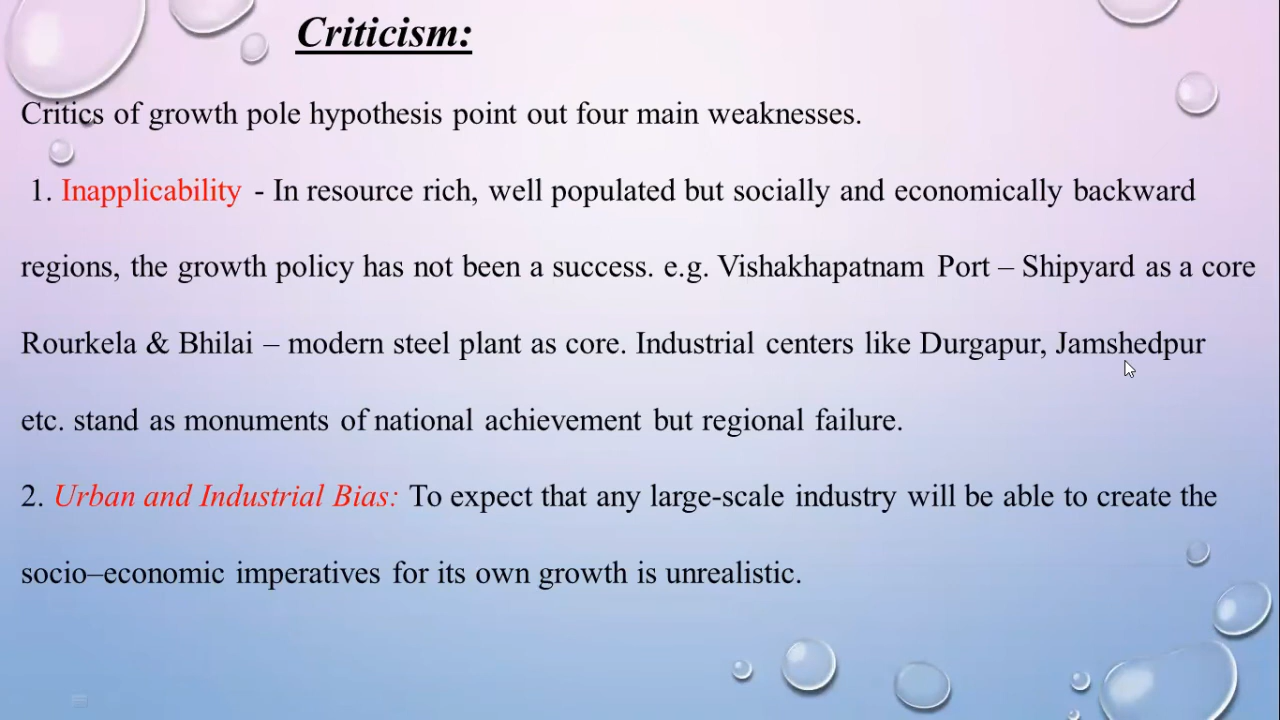 Criticism:
Critics of growth pole hypothesis point out four main weaknesses.
1. Inapplicability - In resource rich, well populated but socially and economically backward
regions, the growth policy has not been a success. e.g. Vishakhapatnam Port – Shipyard as a core
Rourkela & Bhilai – modern steel plant as core. Industrial centers like Durgapur, Jamshedpur
etc. stand as monuments of national achievement but regional failure.
2. Urban and Industrial Bias: To expect that any large-scale industry will be able to create the
socio–economic imperatives for its own growth is unrealistic.